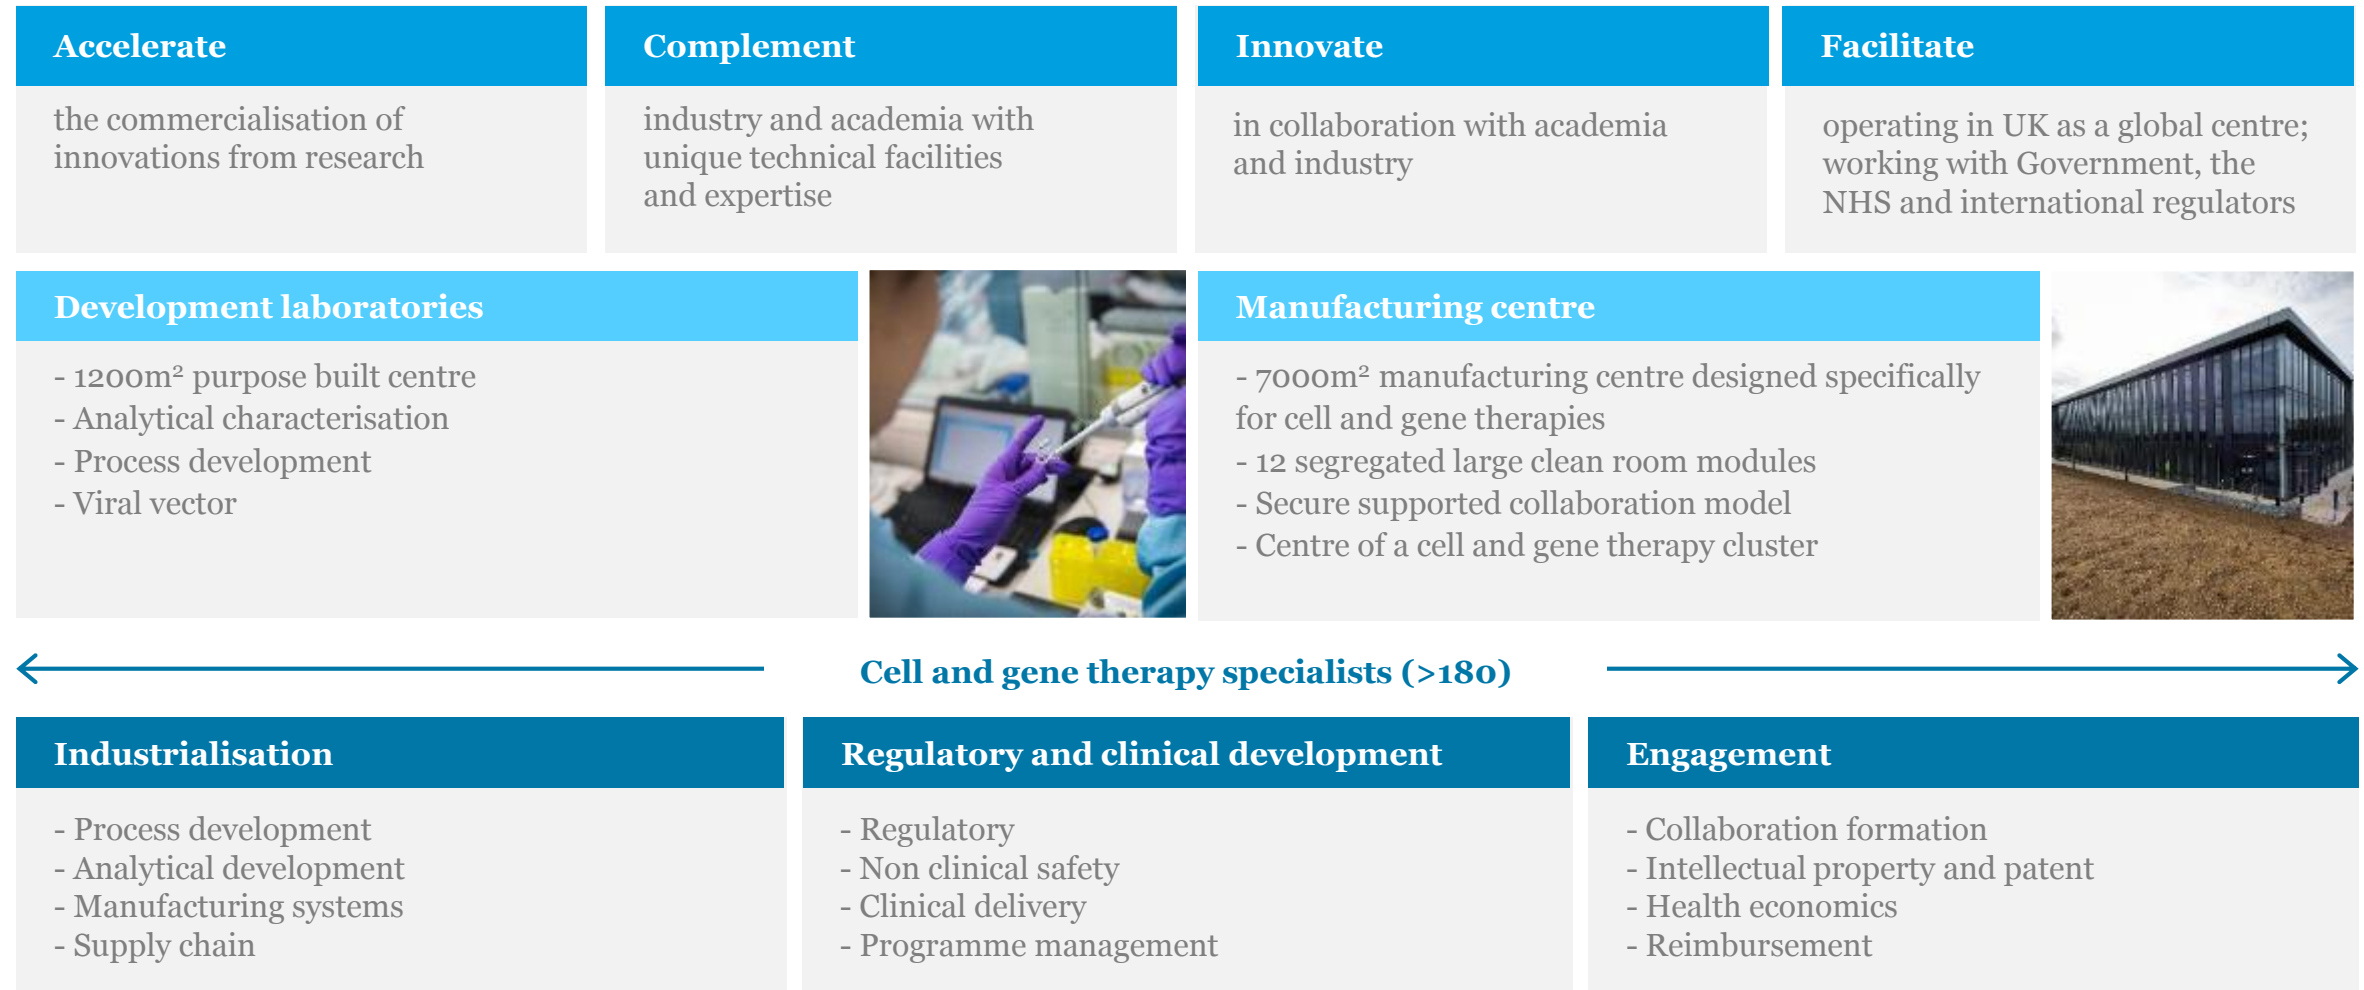 Accelerate
the commercialisation of
innovations from research
Complement
industry and academia with
unique technical facilities
and expertise
Innovate
in collaboration with academia
and industry
Facilitate
operating in UK as a global centre;
working with Government, the
NHS and international regulators
Development laboratories
- 1200m² purpose built centre
- Analytical characterisation
- Process development
- Viral vector
Manufacturing centre
- 7000m² manufacturing centre designed specifically
for cell and gene therapies
- 12 segregated large clean room modules
- Secure supported collaboration model
- Centre of a cell and gene therapy cluster
Cell and gene therapy specialists (>180)
Industrialisation
- Process development
- Analytical development
- Manufacturing systems
- Supply chain
Regulatory and clinical development
- Regulatory
- Non clinical safety
- Clinical delivery
- Programme management
Engagement
- Collaboration formation
- Intellectual property and patent
- Health economics
- Reimbursement